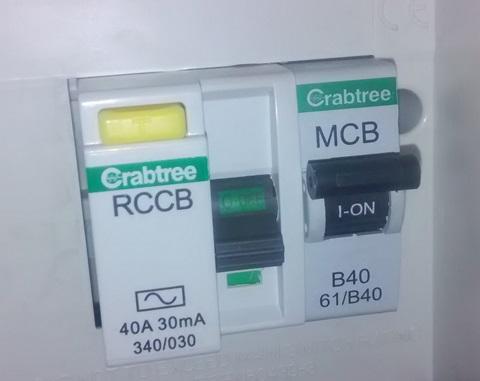 Crabtree
RCCB
40A 30mA
340/030
Crabtree
MCB
I-ON
B40
61/B40